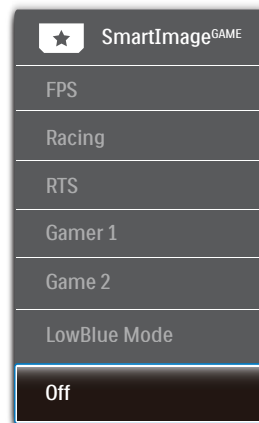 SmartImageGAME
FPS
Racing
RTS
Gamer 1
Game 2
LowBlue Mode
Off